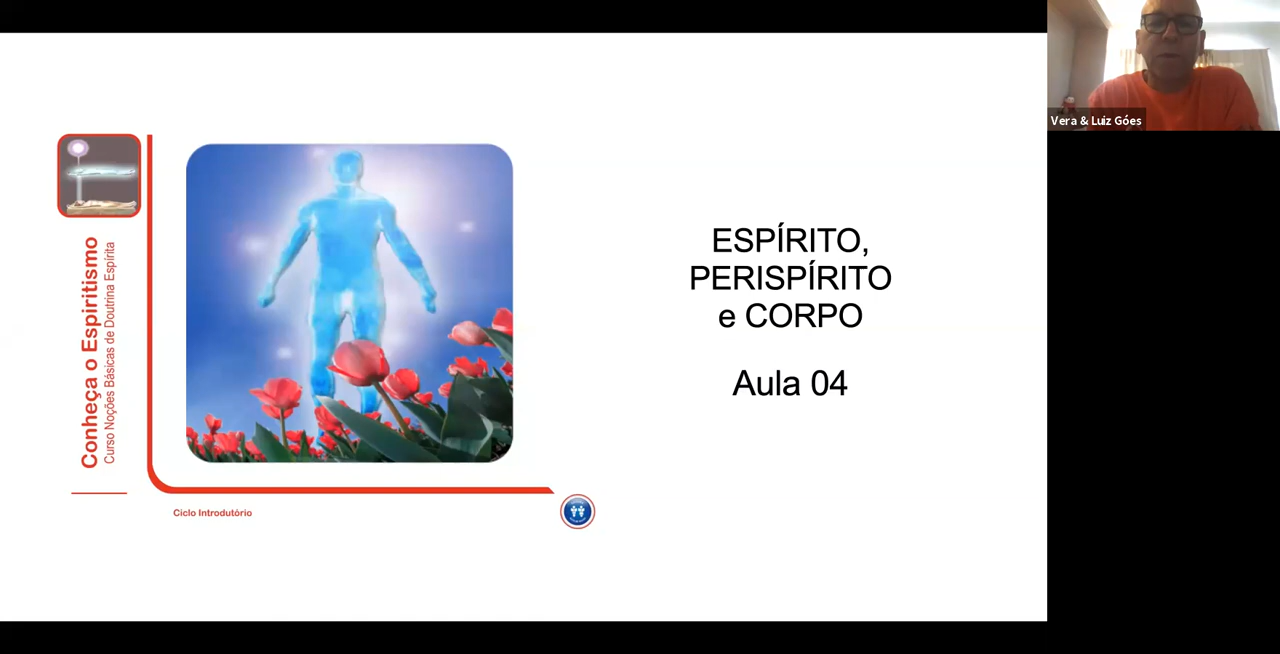 Conheça o Espiritismo
Curso Noções Básicas de Doutrina Espírita
ESPÍRITO,
PERISPÍRITO
e CORPO
Aula 04
Ciclo Introdutório
Vera & Luiz Góes